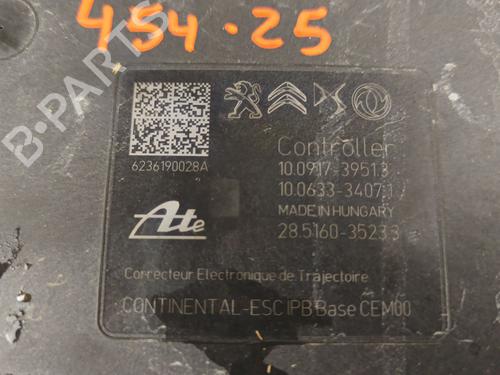 454.25
B-PARTS
Controller
10.0917-3951.3
10.0633-3407.1
6236190028A
MADE IN HUNGARY
28.5160-3523.3
Ate
Correcteur Electronique de Trajectoire
CONTINENTAL-ESC IPB Base CEM00